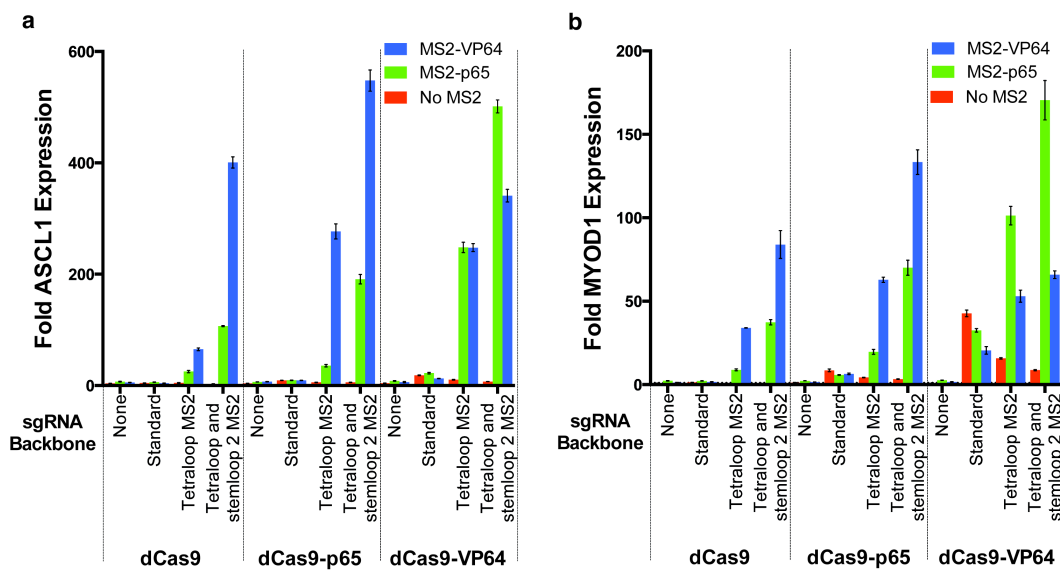 a
Fold ASCL1 Expression
600
400
200
0
MS2-VP64
MS2-p65
No MS2
sgRNA
Backbone
None
Standard
Tetraloop MS2
Tetraloop and
stemloop 2 MS2
None
Standard
Tetraloop MS2
Tetraloop and
stemloop 2 MS2
None
Standard
Tetraloop MS2
Tetraloop and
stemloop 2 MS2
dCas9
dCas9-p65
dCas9-VP64
b
Fold MYOD1 Expression
200
150
100
50
0
MS2-VP64
MS2-p65
No MS2
sgRNA
Backbone
None
Standard
Tetraloop MS2
Tetraloop and
stemloop 2 MS2
None
Standard
Tetraloop MS2
Tetraloop and
stemloop 2 MS2
None
Standard
Tetraloop MS2
Tetraloop and
stemloop 2 MS2
dCas9
dCas9-p65
dCas9-VP64